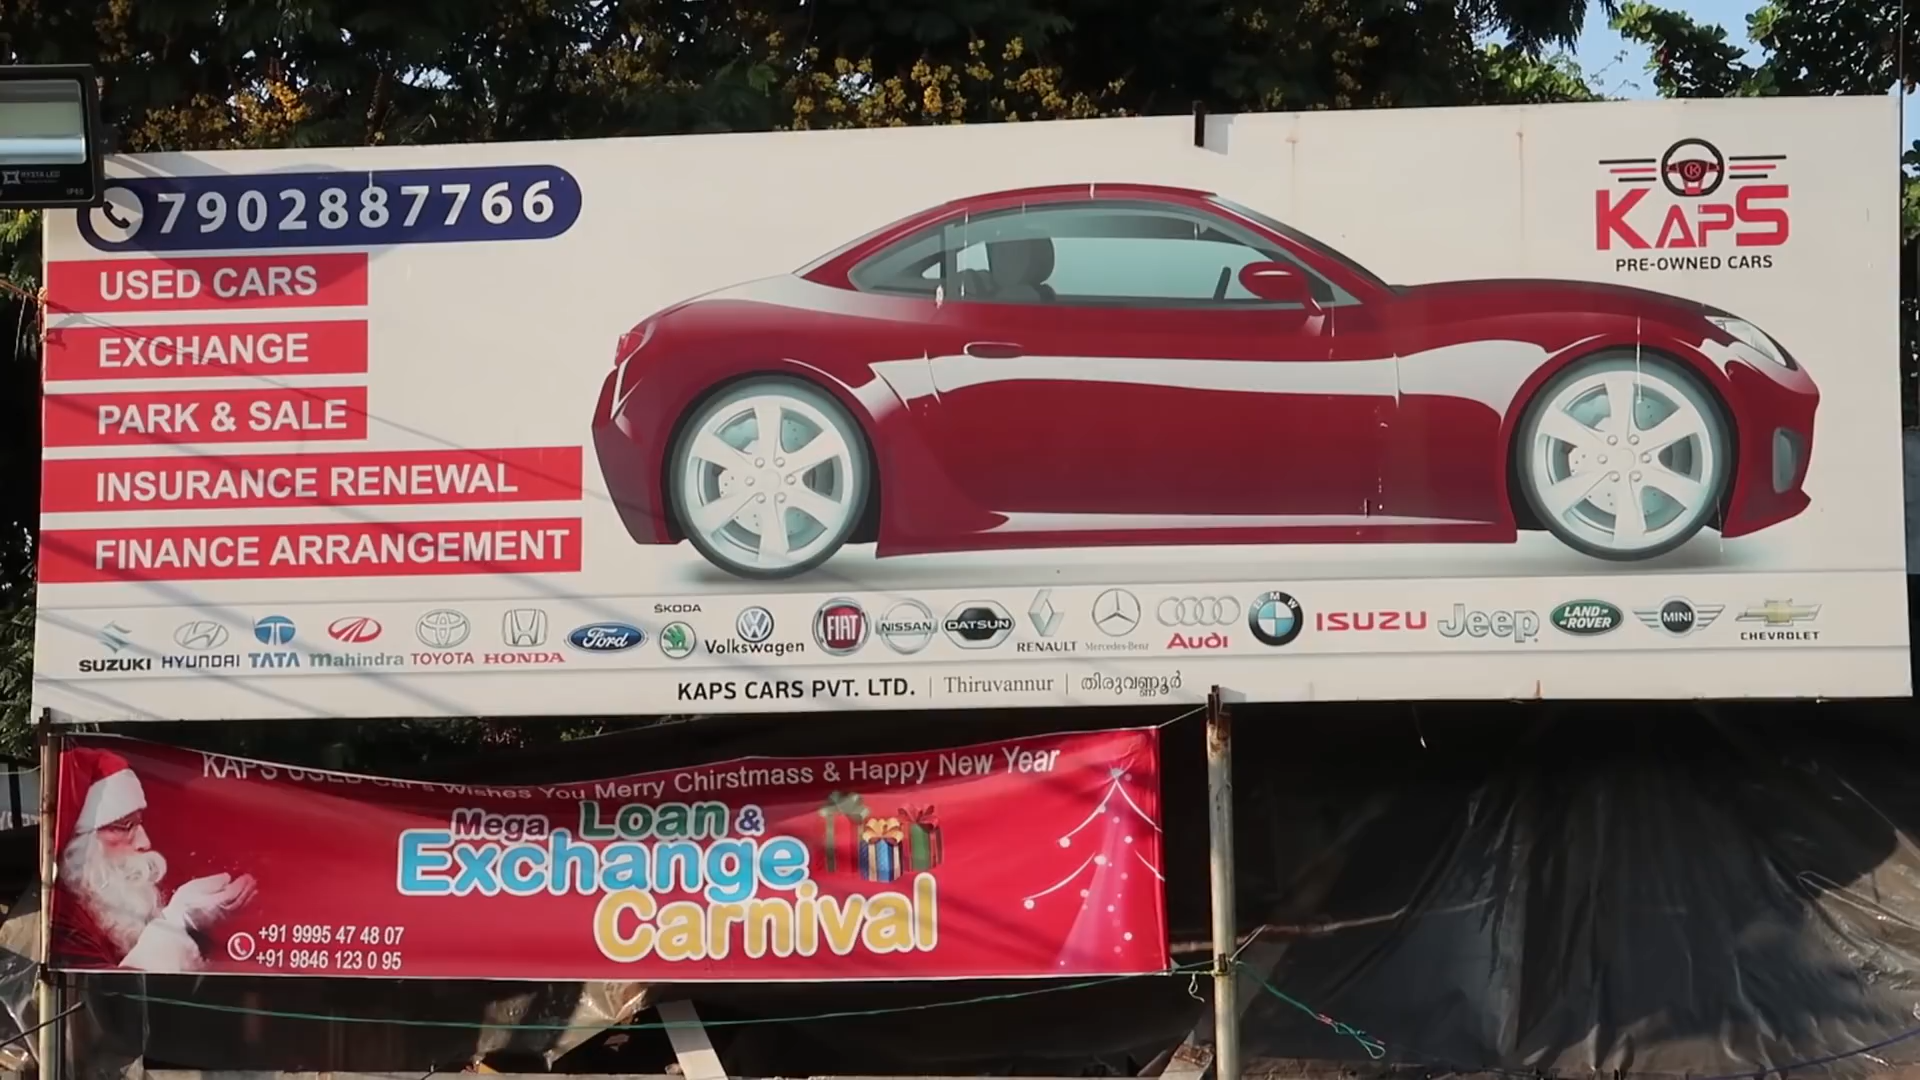 7902887766
USED CARS
EXCHANGE
PARK & SALE
INSURANCE RENEWAL
FINANCE ARRANGEMENT
KAPS
PRE-OWNED CARS
SUZUKI HYUNDAI TATA Mahindra TOYOTA HONDA Ford ŠKODA Volkswagen FIAT NISSAN DATSUN RENAULT Mercedes-Benz Audi BMW ISUZU Jeep LAND ROVER MINI CHEVROLET
KAPS CARS PVT. LTD. | Thiruvannur | തിരുവണ്ണൂർ
KAPS USED Car's Wishes You Merry Chirstmass & Happy New Year
Mega Loan &
Exchange
Carnival
+91 9995 47 48 07
+91 9846 123 0 95